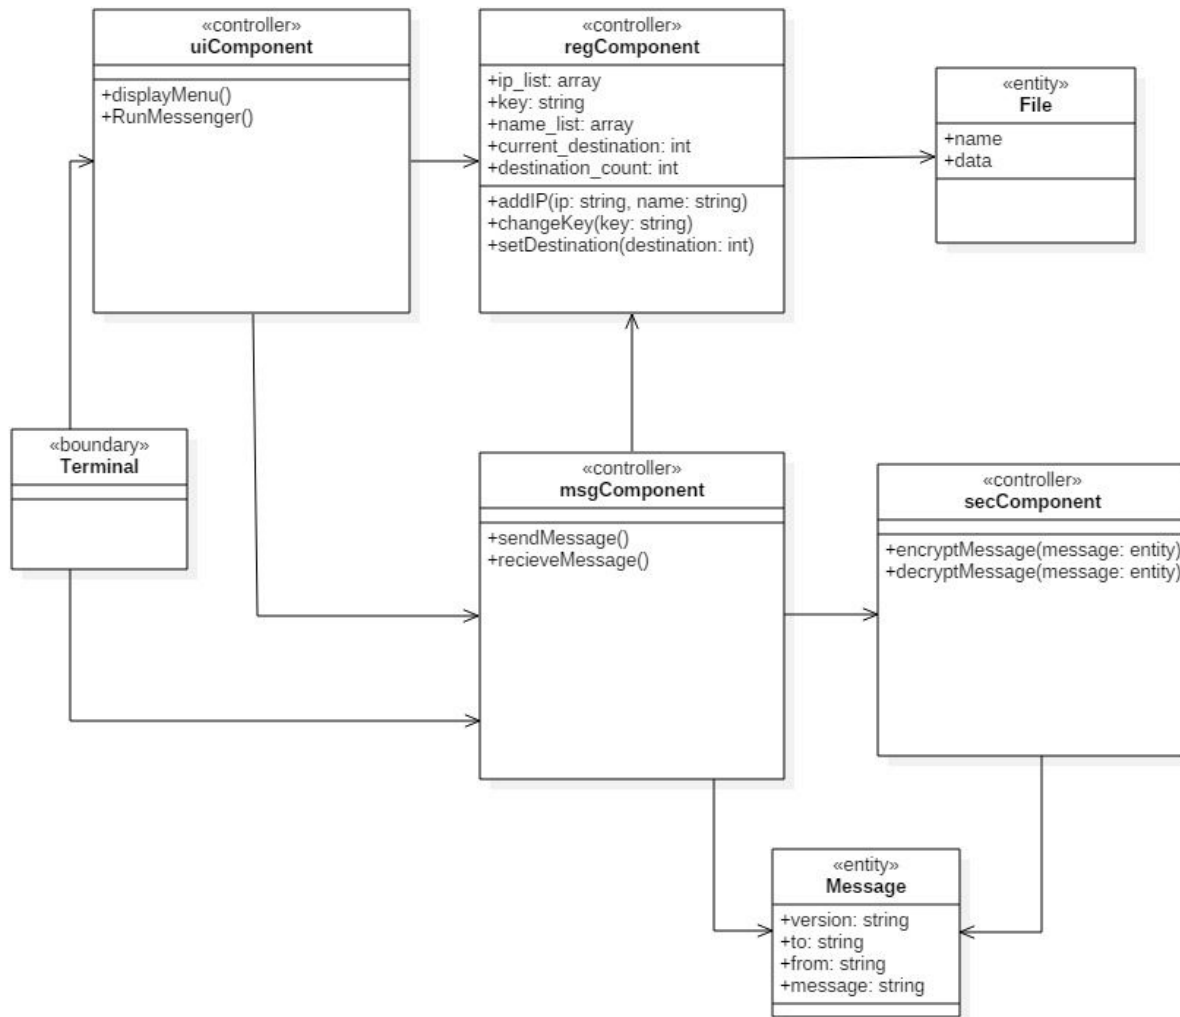 «controller»
uiComponent
+displayMenu()
+RunMessenger()
«controller»
regComponent
+ip_list: array
+key: string
+name_list: array
+current_destination: int
+destination_count: int
+addIP(ip: string, name: string)
+changeKey(key: string)
+setDestination(destination: int)
«entity»
File
+name
+data
«boundary»
Terminal
«controller»
msgComponent
+sendMessage()
+recieveMessage()
«controller»
secComponent
+encryptMessage(message: entity)
+decryptMessage(message: entity)
«entity»
Message
+version: string
+to: string
+from: string
+message: string